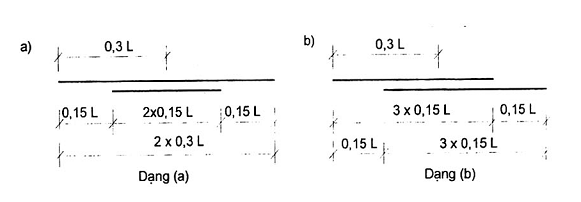 a)
0,3 L
0,15 L
2x0,15 L
0,15 L
2 x 0,3 L
Dạng (a)
b)
0,3 L
3 x 0,15 L
0,15 L
0,15 L
3 x 0,15 L
Dạng (b)